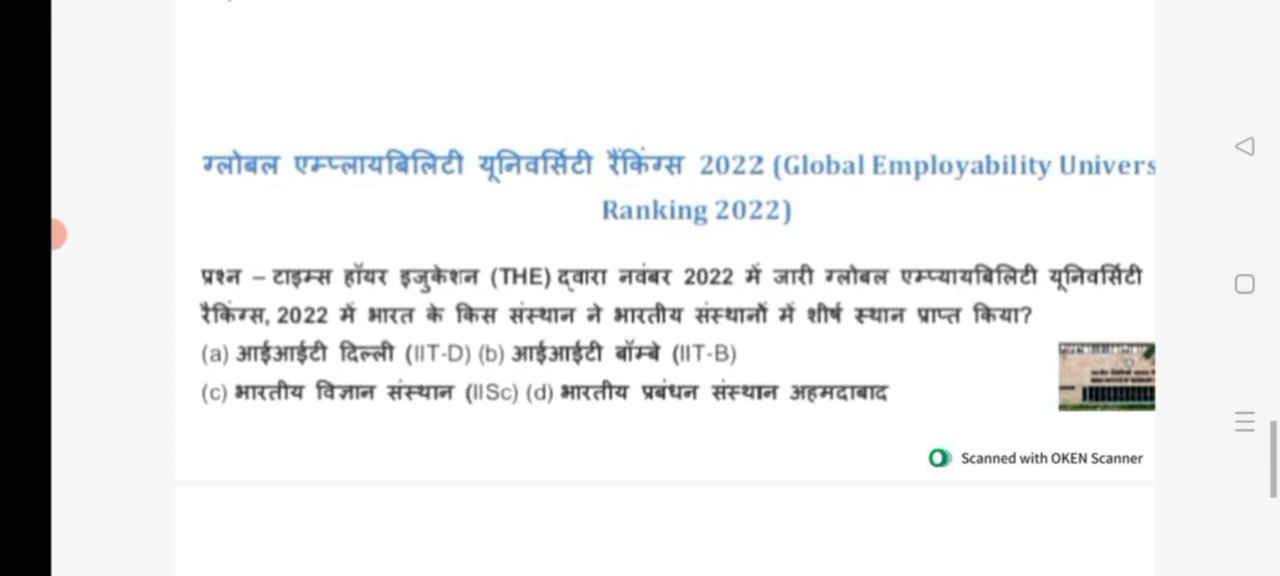 ग्लोबल एम्प्लायबिलिटी यूनिवर्सिटी रैंकिंग्स 2022 (Global Employability Univers
Ranking 2022)
प्रश्न – टाइम्स हॉयर इजुकेशन (THE) द्वारा नवंबर 2022 में जारी ग्लोबल एम्प्यायबिलिटी यूनिवर्सिटी
रैंकिंग्स, 2022 में भारत के किस संस्थान ने भारतीय संस्थानों में शीर्ष स्थान प्राप्त किया?
(a) आईआईटी दिल्ली (IIT-D) (b) आईआईटी बॉम्बे (IIT-B)
(c) भारतीय विज्ञान संस्थान (IISc) (d) भारतीय प्रबंधन संस्थान अहमदाबाद
Scanned with OKEN Scanner